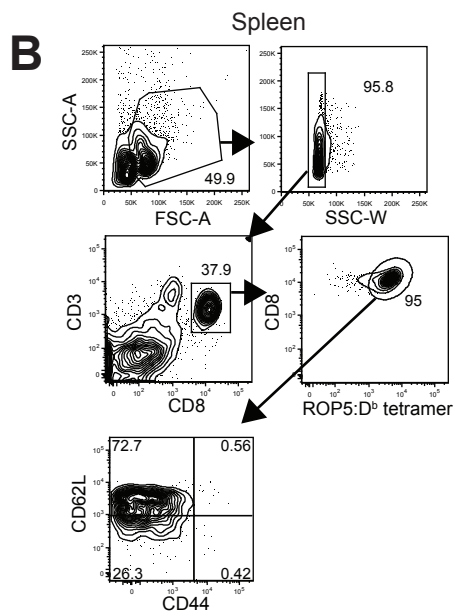 Spleen
B
250K
200K
150K
100K
50K
0
SSC-A
49.9
0 50K 100K 150K 200K 250K
FSC-A
250K
200K
150K
100K
50K
0
95.8
50K 100K 150K 200K 250K
SSC-W
10⁵
10⁴
10³
10²
0
CD3
37.9
0 10² 10³ 10⁴ 10⁵
CD8
10⁵
10⁴
10³
10²
0
CD8
95
0 10² 10³ 10⁴ 10⁵
ROP5:Dᵇ tetramer
10⁵
10⁴
10³
10²
0
CD62L
72.7 0.56
26.3 0.42
0 10³ 10⁴ 10⁵
CD44